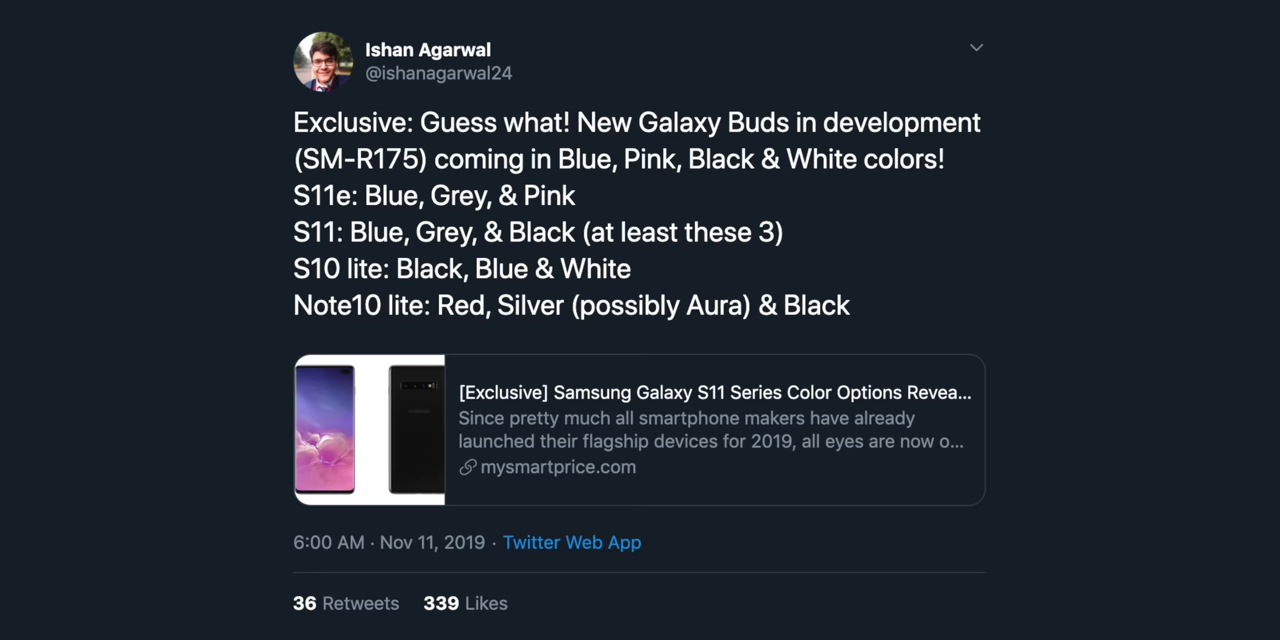 Ishan Agarwal
@ishanagarwal24
Exclusive: Guess what! New Galaxy Buds in development
(SM-R175) coming in Blue, Pink, Black & White colors!
S11e: Blue, Grey, & Pink
S11: Blue, Grey, & Black (at least these 3)
S10 lite: Black, Blue & White
Note10 lite: Red, Silver (possibly Aura) & Black
[Exclusive] Samsung Galaxy S11 Series Color Options Revea...
Since pretty much all smartphone makers have already
launched their flagship devices for 2019, all eyes are now o...
mysmartprice.com
6:00 AM · Nov 11, 2019 · Twitter Web App
36 Retweets 339 Likes